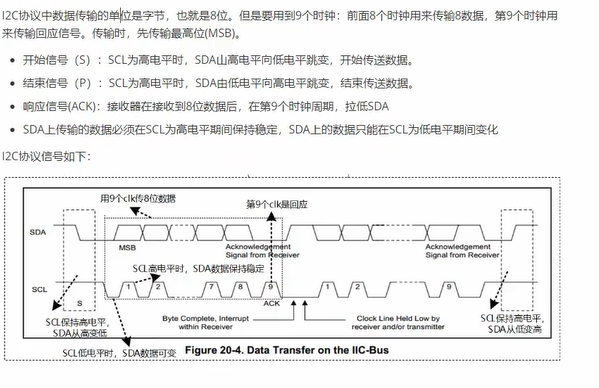 I2C协议中数据传输的单位是字节，也就是8位。但是要用到9个时钟：前面8个时钟用来传输8数据，第9个时钟用
来传输回应信号。传输时，先传输最高位(MSB)。
• 开始信号（S）：SCL为高电平时，SDA山高电平向低电平跳变，开始传送数据。
• 结束信号（P）：SCL为高电平时，SDA由低电平向高电平跳变，结束传送数据。
• 响应信号(ACK)：接收器在接收到8位数据后，在第9个时钟周期，拉低SDA
• SDA上传输的数据必须在SCL为高电平期间保持稳定，SDA上的数据只能在SCL为低电平期间变化
I2C协议信号如下：
用9个clk传8位数据
第9个clk是回应
SDA
MSB
Acknowledgement
Signal from Receiver
Acknowledgement
Signal from Receiver
SCL高电平时，SDA数据保持稳定
SCL
S
1 2 7 8 9 1 2 9
ACK
SCL保持高电平，
SDA从高变低
Byte Complete, Interrupt
within Receiver
Clock Line Held Low by
receiver and/or transmitter
SCL保持高电平，
SDA从低变高
SCL低电平时，SDA数据可变
Figure 20-4. Data Transfer on the IIC-Bus